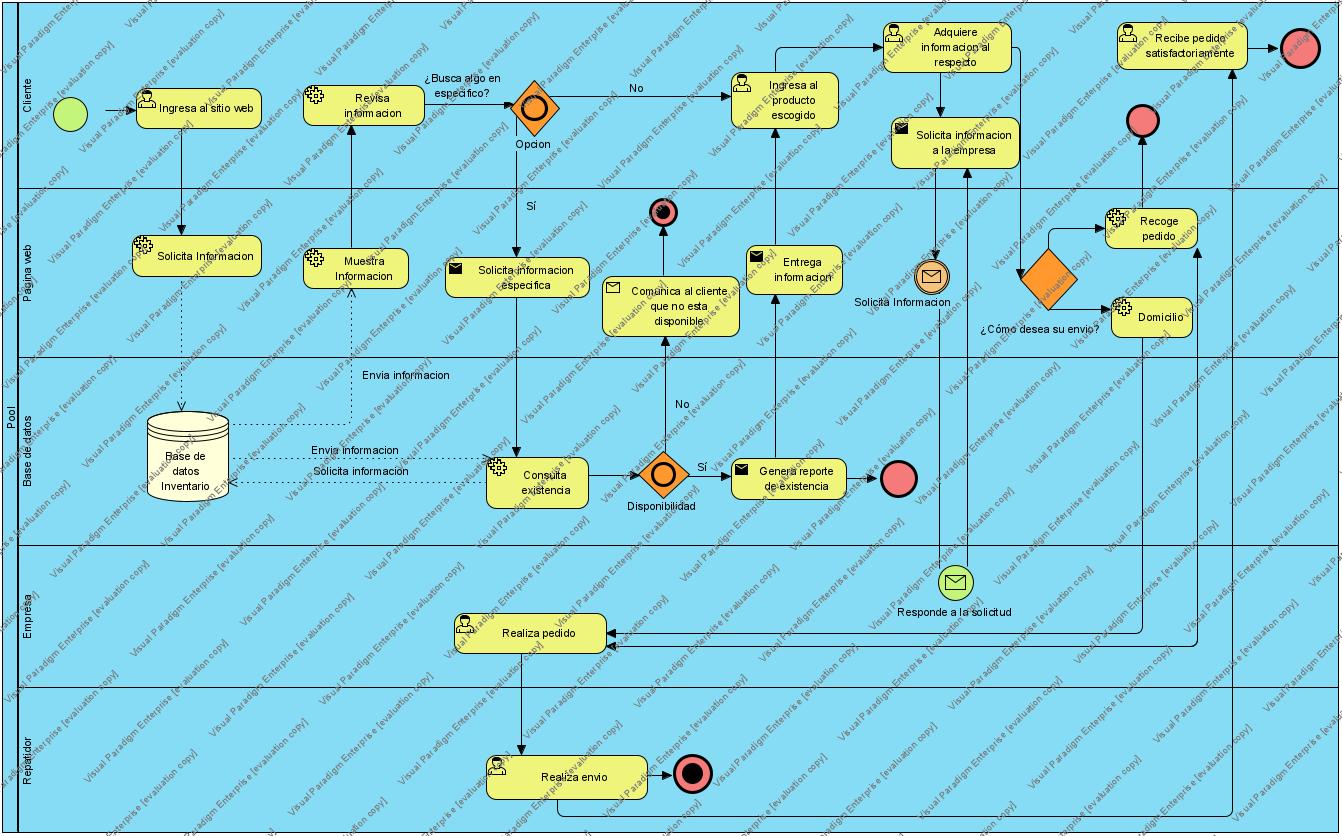 Pool
Cliente
Ingresa al sitio web
Revisa
informacion
¿Busca algo en
especifico?
Opcion
No
Sí
Ingresa al
producto
escogido
Adquiere
informacion al
respecto
Solicita informacion
a la empresa
Recibe pedido
satisfactoriamente
Pagina web
Solicita Informacion
Muestra
Informacion
Solicita informacion
especifica
Comunica al cliente
que no esta
disponible
Entrega
informacion
Solicita Informacion
¿Cómo desea su envio?
Recoge
pedido
Domicilio
Base de datos
Base de
datos
Inventario
Envia informacion
Envia informacion
Solicita informacion
Consulta
existencia
Disponibilidad
No
Sí
Genera reporte
de existencia
Empresa
Realiza pedido
Responde a la solicitud
Repatidor
Realiza envio
Visual Paradigm Enterprise [evaluation copy]